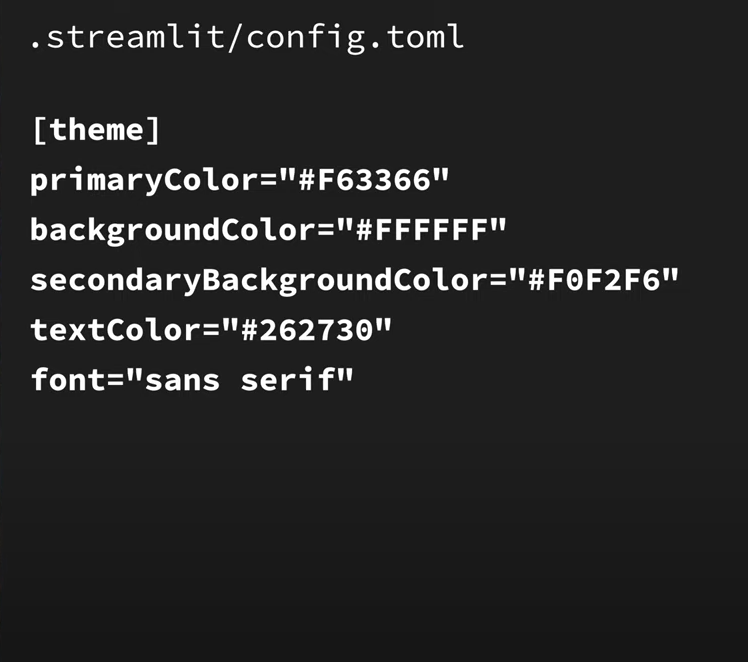 .streamlit/config.toml
[theme]
primaryColor="#F63366"
backgroundColor="#FFFFFF"
secondaryBackgroundColor="#F0F2F6"
textColor="#262730"
font="sans serif"